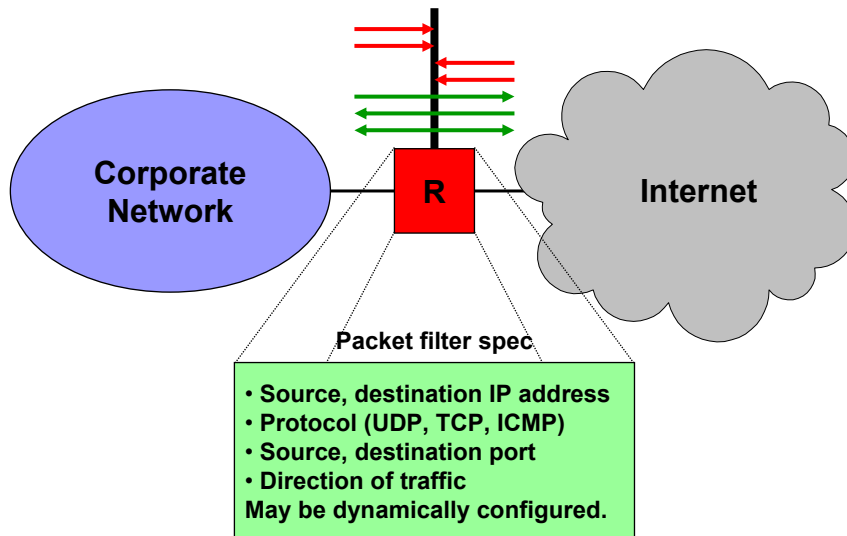 Corporate
Network
R
Internet
Packet filter spec
• Source, destination IP address
• Protocol (UDP, TCP, ICMP)
• Source, destination port
• Direction of traffic
May be dynamically configured.